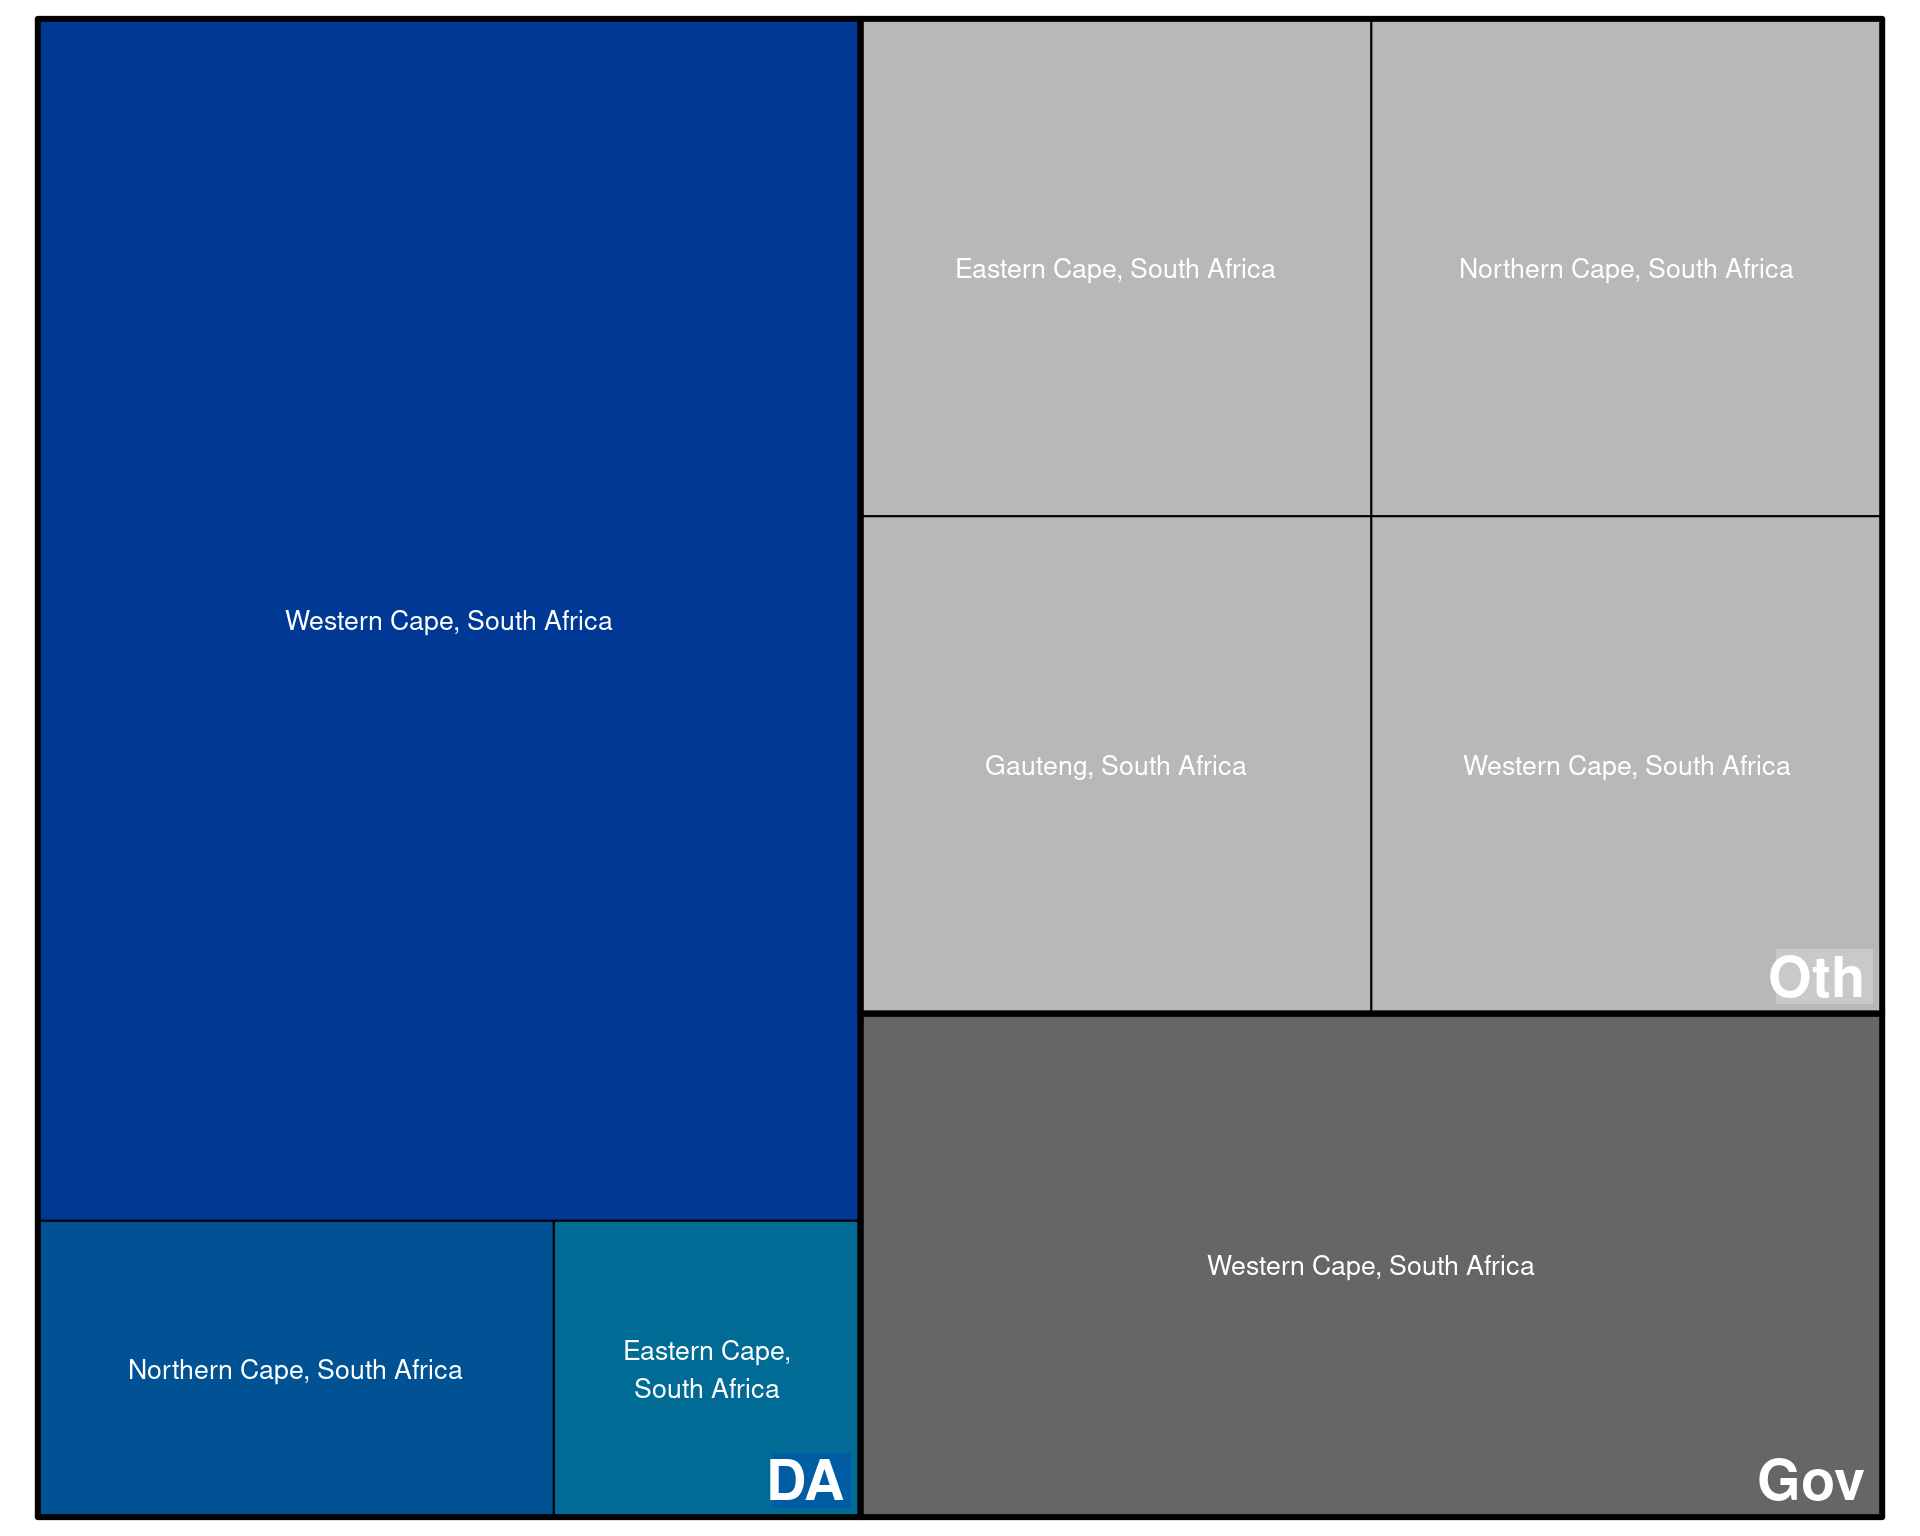 Western Cape, South Africa
Northern Cape, South Africa
Eastern Cape,
South Africa
DA
Eastern Cape, South Africa
Northern Cape, South Africa
Gauteng, South Africa
Western Cape, South Africa
Oth
Western Cape, South Africa
Gov